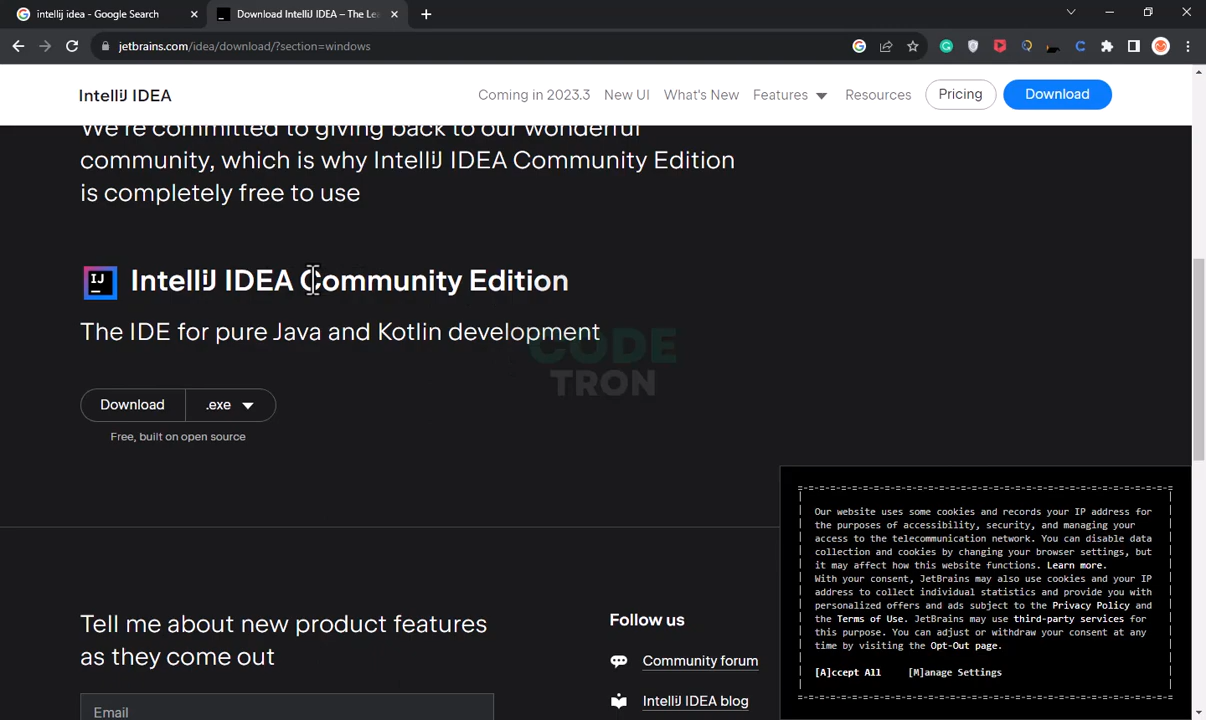 intellij idea - Google Search
Download IntelliJ IDEA – The Le
jetbrains.com/idea/download/?section=windows
IntelliJ IDEA
Coming in 2023.3
New UI
What's New
Features
Resources
Pricing
Download
We're committed to giving back to our wonderful
community, which is why IntelliJ IDEA Community Edition
is completely free to use
IJ
IntelliJ IDEA Community Edition
The IDE for pure Java and Kotlin development
CODE
TRON
Download
.exe
Free, built on open source
Our website uses some cookies and records your IP address for
the purposes of accessibility, security, and managing your
access to the telecommunication network. You can disable data
collection and cookies by changing your browser settings, but
it may affect how this website functions. Learn more.
With your consent, JetBrains may also use cookies and your IP
address to collect individual statistics and provide you with
personalized offers and ads subject to the Privacy Policy and
the Terms of Use. JetBrains may use third-party services for
this purpose. You can adjust or withdraw your consent at any
time by visiting the Opt-Out page.
[A]ccept All
[M]anage Settings
Tell me about new product features
as they come out
Email
Follow us
Community forum
IntelliJ IDEA blog